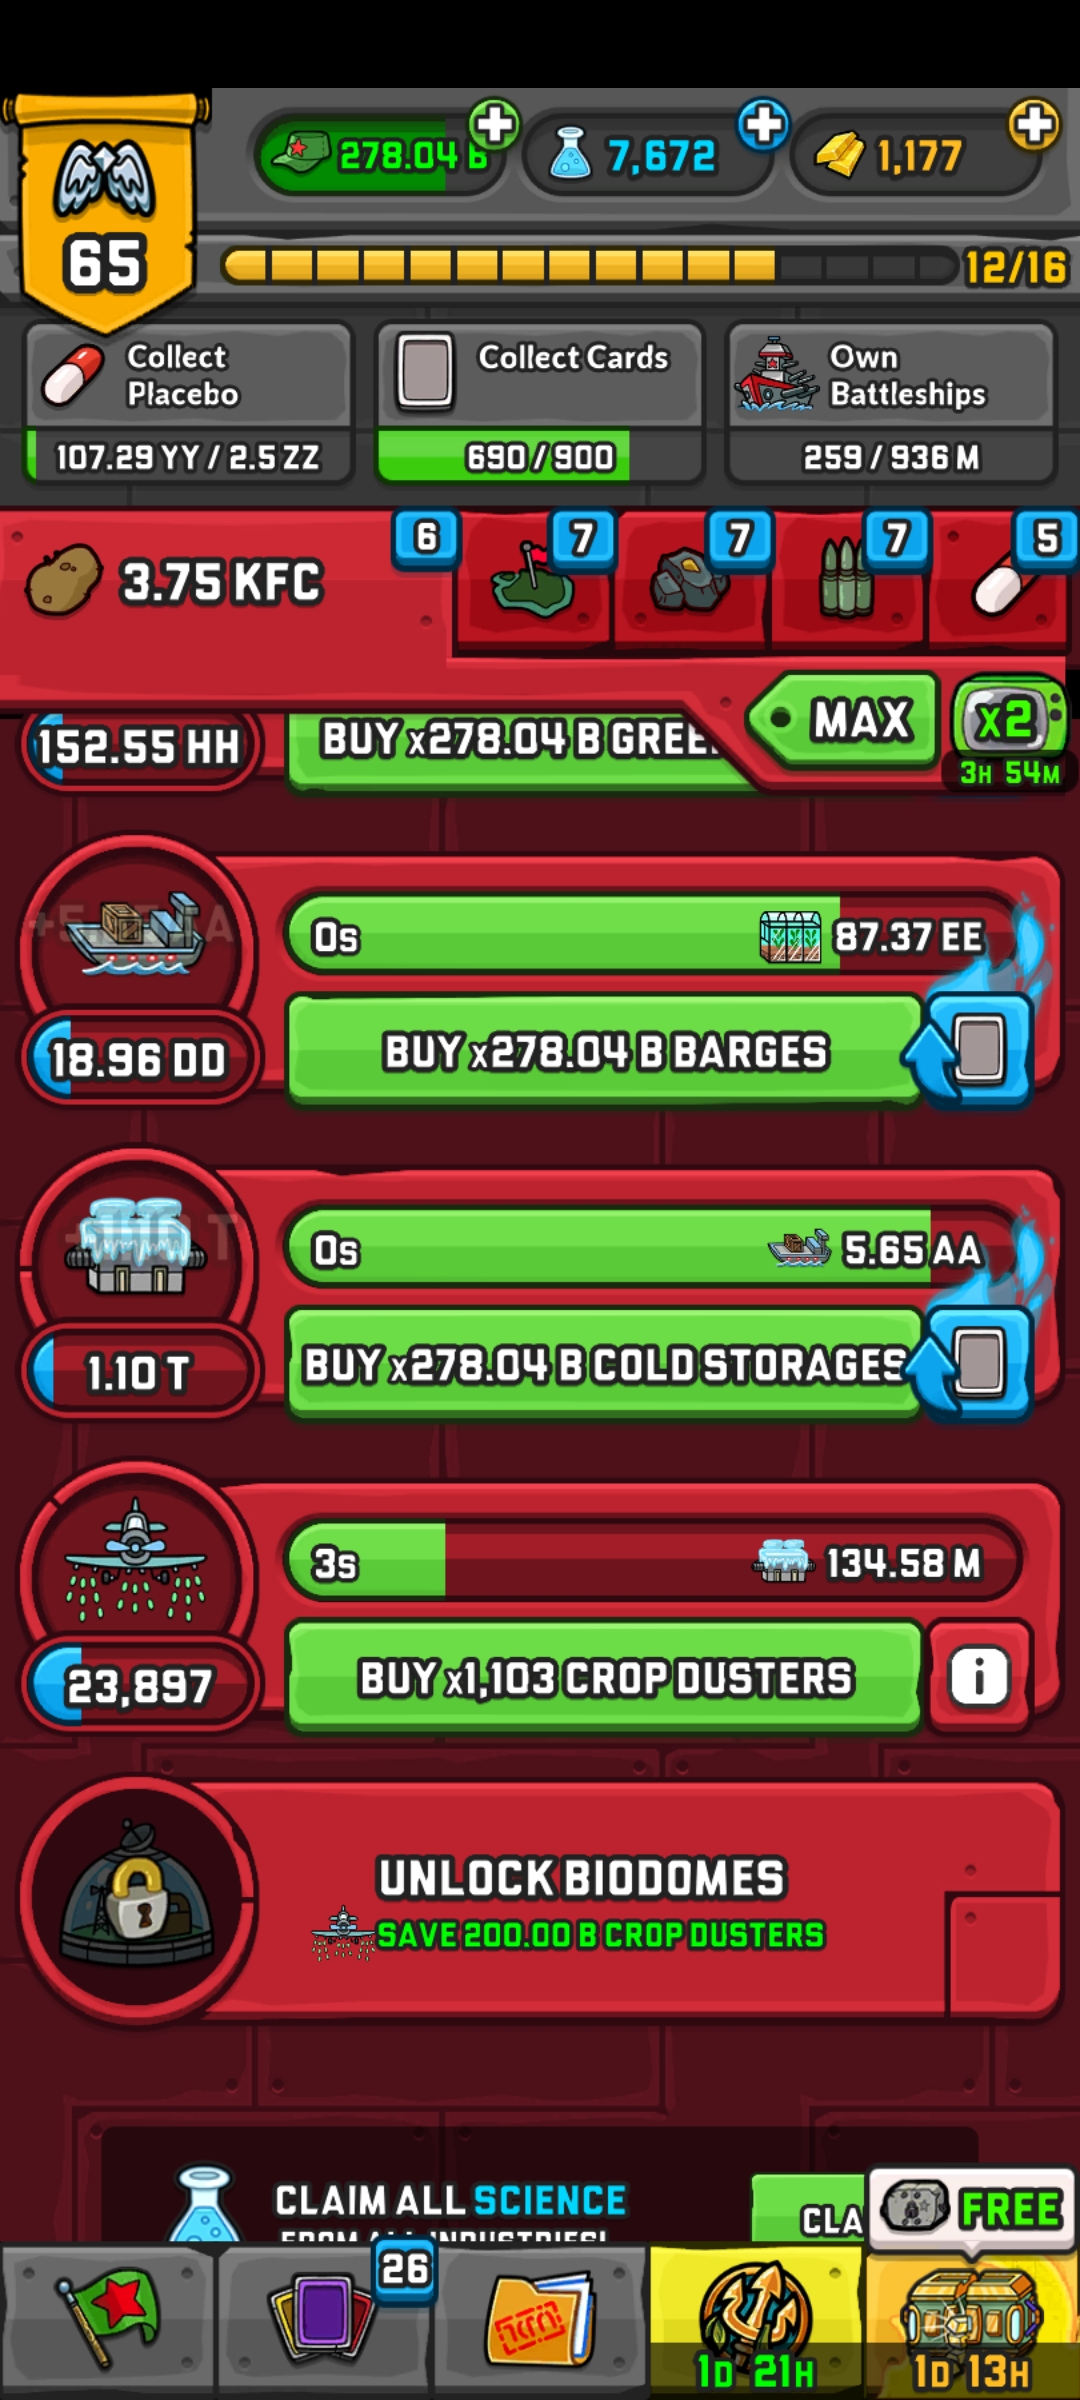 278.04 B
7,672
1,177
65
12/16
Collect
Placebo
107.29 YY / 2.5 ZZ
Collect Cards
690/900
Own
Battleships
259/936 M
3.75 KFC
6
7
7
7
5
MAX
x2
3H 54M
152.55 HH
BUY x278.04 B
0s
87.37 EE
18.96 DD
BUY x278.04 B BARGES
0s
5.65 AA
1.10 T
BUY x278.04 B COLD STORAGES
3s
134.58 M
23,897
BUY x1,103 CROP DUSTERS
i
UNLOCK BIODOMES
SAVE 200.00 B CROP DUSTERS
CLAIM ALL SCIENCE
FROM ALL INDUSTRIES!
FREE
26
1D 21H
1D 13H